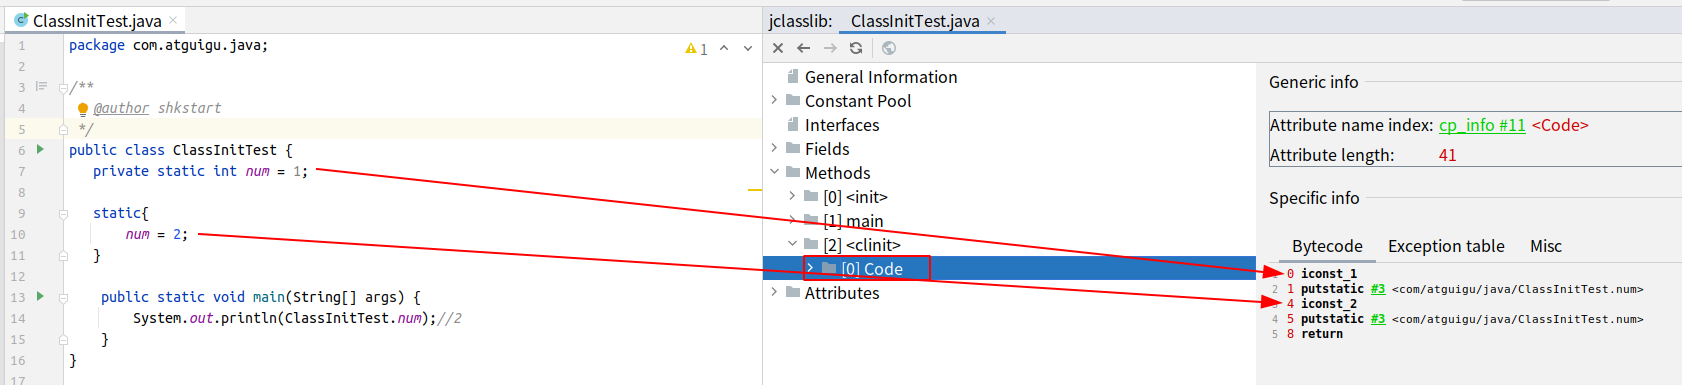 ClassInitTest.java
1 package com.atguigu.java;
1
2
3 /**
4 @author shkstart
5 */
6 public class ClassInitTest {
7 private static int num = 1;
8
9 static{
10 num = 2;
11 }
12
13 public static void main(String[] args) {
14 System.out.println(ClassInitTest.num);//2
15 }
16 }
17
jclasslib: ClassInitTest.java
General Information
Constant Pool
Interfaces
Fields
Methods
[0] <init>
[1] main
[2] <clinit>
[0] Code
Attributes
Generic info
Attribute name index: cp_info #11 <Code>
Attribute length: 41
Specific info
Bytecode Exception table Misc
0 iconst_1
2 1 putstatic #3 <com/atguigu/java/ClassInitTest.num>
4 iconst_2
4 5 putstatic #3 <com/atguigu/java/ClassInitTest.num>
5 8 return